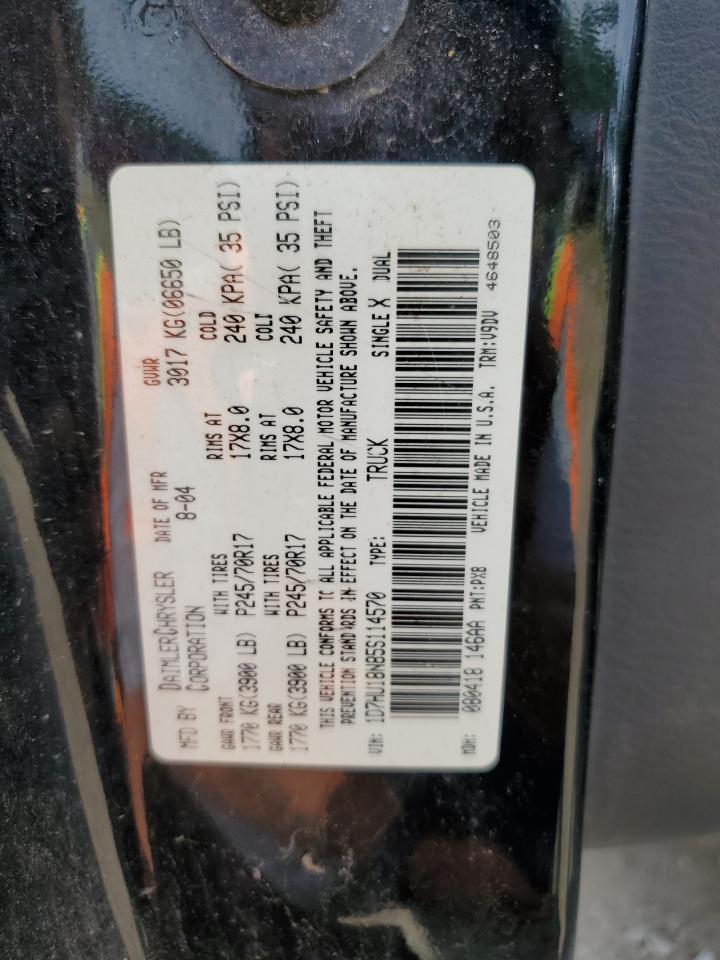 MFD BY DAIMLERCHRYSLER CORPORATION DATE OF MFR 8-04 GVWR 3017 KG(06650 LB)
GAWR FRONT WITH TIRES RIMS AT COLD
1770 KG(3900 LB) P245/70R17 17X8.0 240 KPA( 35 PSI)
GAWR REAR WITH TIRES RIMS AT COLI
1770 KG(3900 LB) P245/70R17 17X8.0 240 KPA( 35 PSI)
THIS VEHICLE CONFORMS TC ALL APPLICABLE FEDERAL MOTOR VEHICLE SAFETY AND THEFT
PREVENTION STANDARDS IN EFFECT ON THE DATE OF MANUFACTURE SHOWN ABOVE.
VIN: 1D7HU18N85S114570 TYPE: TRUCK SINGLE X DUAL
MDH: 080418 146AA PNT:PX8 VEHICLE MADE IN U.S.A. TRM:V9DV 4648503